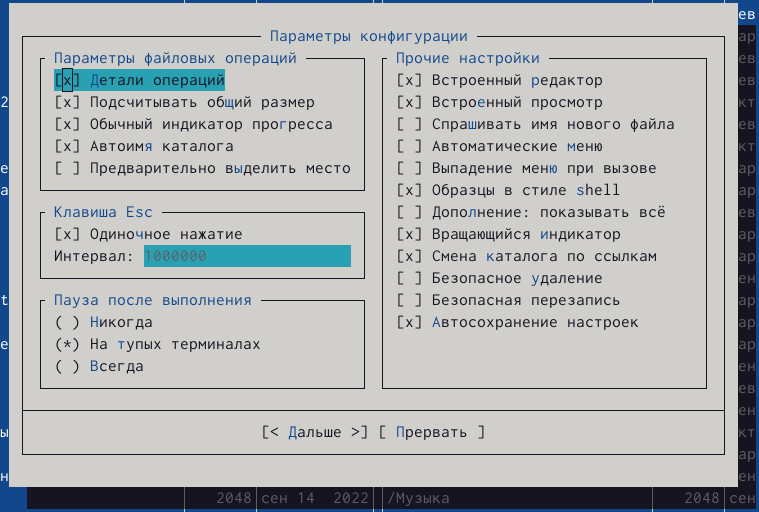 Параметры конфигурации
Параметры файловых операций
[x] Детали операций
[x] Подсчитывать общий размер
[x] Обычный индикатор прогресса
[x] Автоимя каталога
[ ] Предварительно выделить место
Клавиша Esc
[x] Одиночное нажатие
Интервал: 1000000
Пауза после выполнения
( ) Никогда
(*) На тупых терминалах
( ) Всегда
Прочие настройки
[x] Встроенный редактор
[x] Встроенный просмотр
[ ] Спрашивать имя нового файла
[ ] Автоматические меню
[ ] Выпадение меню при вызове
[x] Образцы в стиле shell
[ ] Дополнение: показывать всё
[x] Вращающийся индикатор
[x] Смена каталога по ссылкам
[ ] Безопасное удаление
[ ] Безопасная перезапись
[x] Автосохранение настроек
[< Дальше >] [ Прервать ]
2048 сен 14 2022 /Музыка 2048 сен